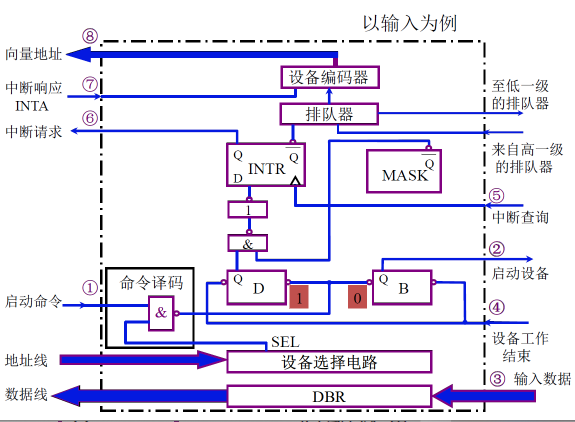 以输入为例
⑧
向量地址
设备编码器
中断响应
INTA
⑦
至低一级
的排队器
排队器
中断请求
⑥
来自高一级
的排队器
Q
Q
Q
D
INTR
MASK
⑤
中断查询
1
&
②
启动设备
Q
D
1
0
Q
B
①
命令译码
启动命令
&
④
设备工作
结束
SEL
地址线
设备选择电路
③
输入数据
数据线
DBR